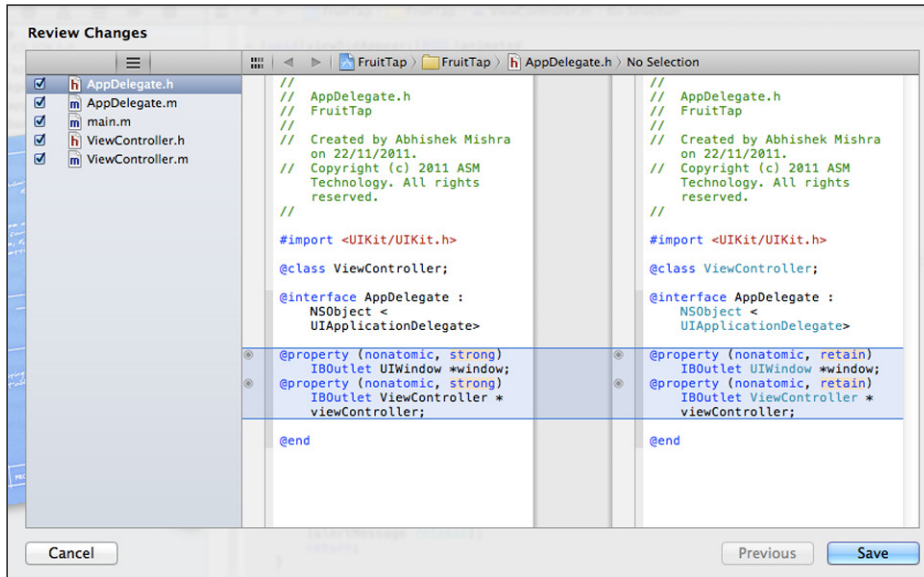 Review Changes
FruitTap FruitTap AppDelegate.h No Selection
AppDelegate.h
AppDelegate.m
main.m
ViewController.h
ViewController.m
//
// AppDelegate.h
// FruitTap
//
// Created by Abhishek Mishra
on 22/11/2011.
// Copyright (c) 2011 ASM
Technology. All rights
reserved.
//
#import <UIKit/UIKit.h>
@class ViewController;
@interface AppDelegate :
NSObject <
UIApplicationDelegate>
@property (nonatomic, strong)
IBOutlet UIWindow *window;
@property (nonatomic, strong)
IBOutlet ViewController *
viewController;
@end
//
// AppDelegate.h
// FruitTap
//
// Created by Abhishek Mishra
on 22/11/2011.
// Copyright (c) 2011 ASM
Technology. All rights
reserved.
//
#import <UIKit/UIKit.h>
@class ViewController;
@interface AppDelegate :
NSObject <
UIApplicationDelegate>
@property (nonatomic, retain)
IBOutlet UIWindow *window;
@property (nonatomic, retain)
IBOutlet ViewController *
viewController;
@end
Cancel
Previous
Save